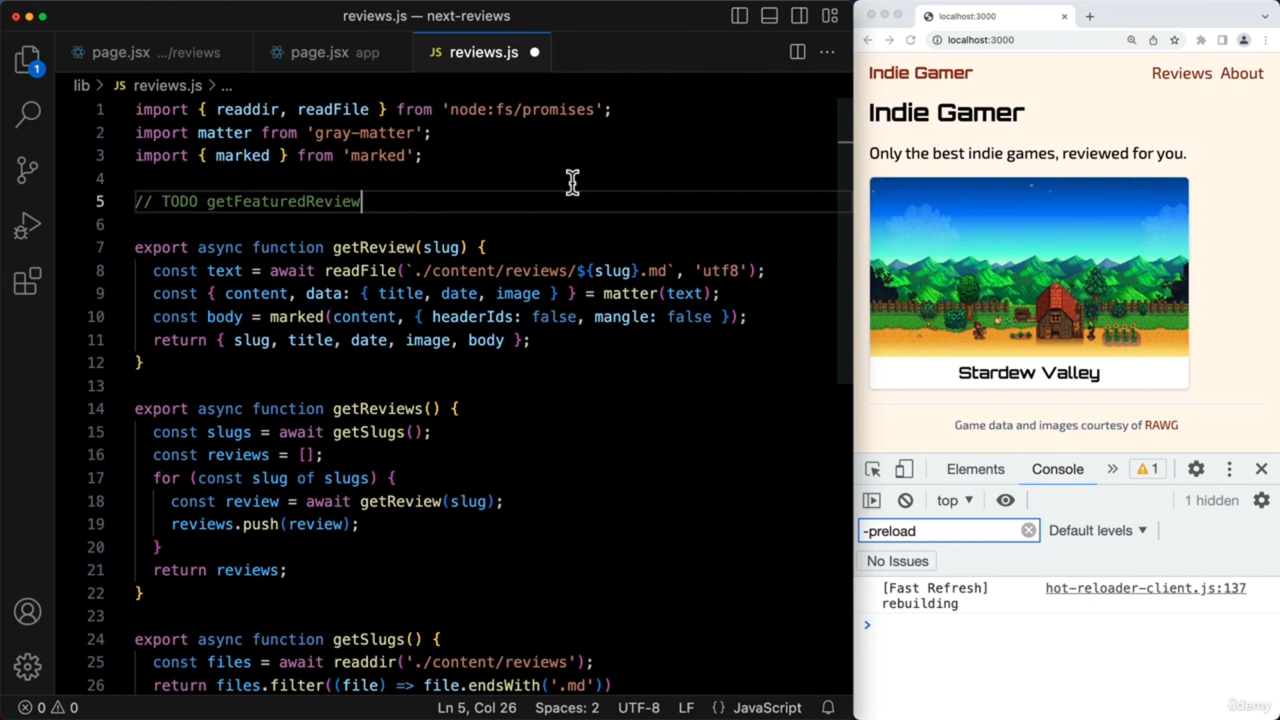 reviews.js — next-reviews
page.jsx .../reviews
page.jsx app
JS reviews.js
lib > JS reviews.js > ...
1
1 import { readdir, readFile } from 'node:fs/promises';
2 import matter from 'gray-matter';
3 import { marked } from 'marked';
4
5 // TODO getFeaturedReview
6
7 export async function getReview(slug) {
8 const text = await readFile(`./content/reviews/${slug}.md`, 'utf8');
9 const { content, data: { title, date, image } } = matter(text);
10 const body = marked(content, { headerIds: false, mangle: false });
11 return { slug, title, date, image, body };
12 }
13
14 export async function getReviews() {
15 const slugs = await getSlugs();
16 const reviews = [];
17 for (const slug of slugs) {
18 const review = await getReview(slug);
19 reviews.push(review);
20 }
21 return reviews;
22 }
23
24 export async function getSlugs() {
25 const files = await readdir('./content/reviews');
26 return files.filter((file) => file.endsWith('.md'))
0 0
Ln 5, Col 26 Spaces: 2 UTF-8 LF {} JavaScript
localhost:3000
localhost:3000
Indie Gamer Reviews About
Indie Gamer
Only the best indie games, reviewed for you.
Stardew Valley
Game data and images courtesy of RAWG
Elements Console » 1
top 1 hidden
-preload Default levels
No Issues
[Fast Refresh] hot-reloader-client.js:137
rebuilding
>
ûdemy